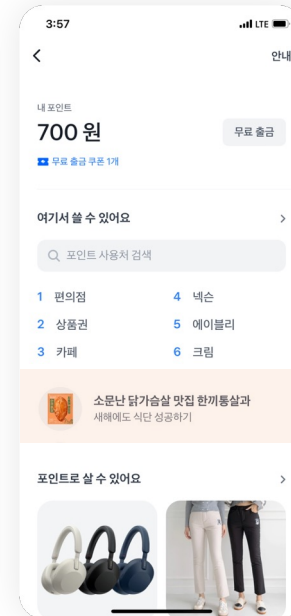 3:57
LTE
안내
내 포인트
700 원
무료 출금
무료 출금 쿠폰 1개
여기서 쓸 수 있어요
포인트 사용처 검색
1 편의점
4 넥슨
2 상품권
5 에이블리
3 카페
6 크림
소문난 닭가슴살 맛집 한끼통살과
새해에도 식단 성공하기
포인트로 살 수 있어요